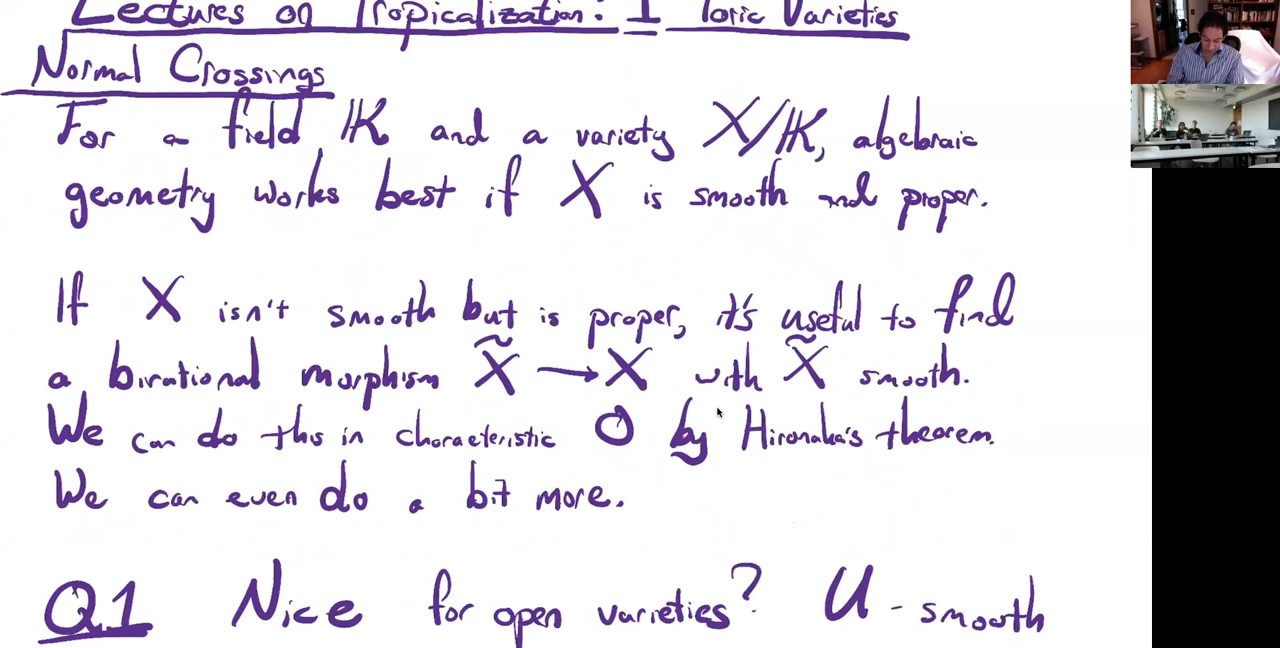 Lectures on Tropicalization: I Toric Varieties
Normal Crossings
For a field 𝕂 and a variety X/𝕂, algebraic
geometry works best if X is smooth and proper.
If X isn't smooth but is proper, it's useful to find
a birational morphism X̃ → X with X̃ smooth.
We can do this in characteristic 0 by Hironaka's theorem.
We can even do a bit more.
Q1 Nice for open varieties? U - smooth